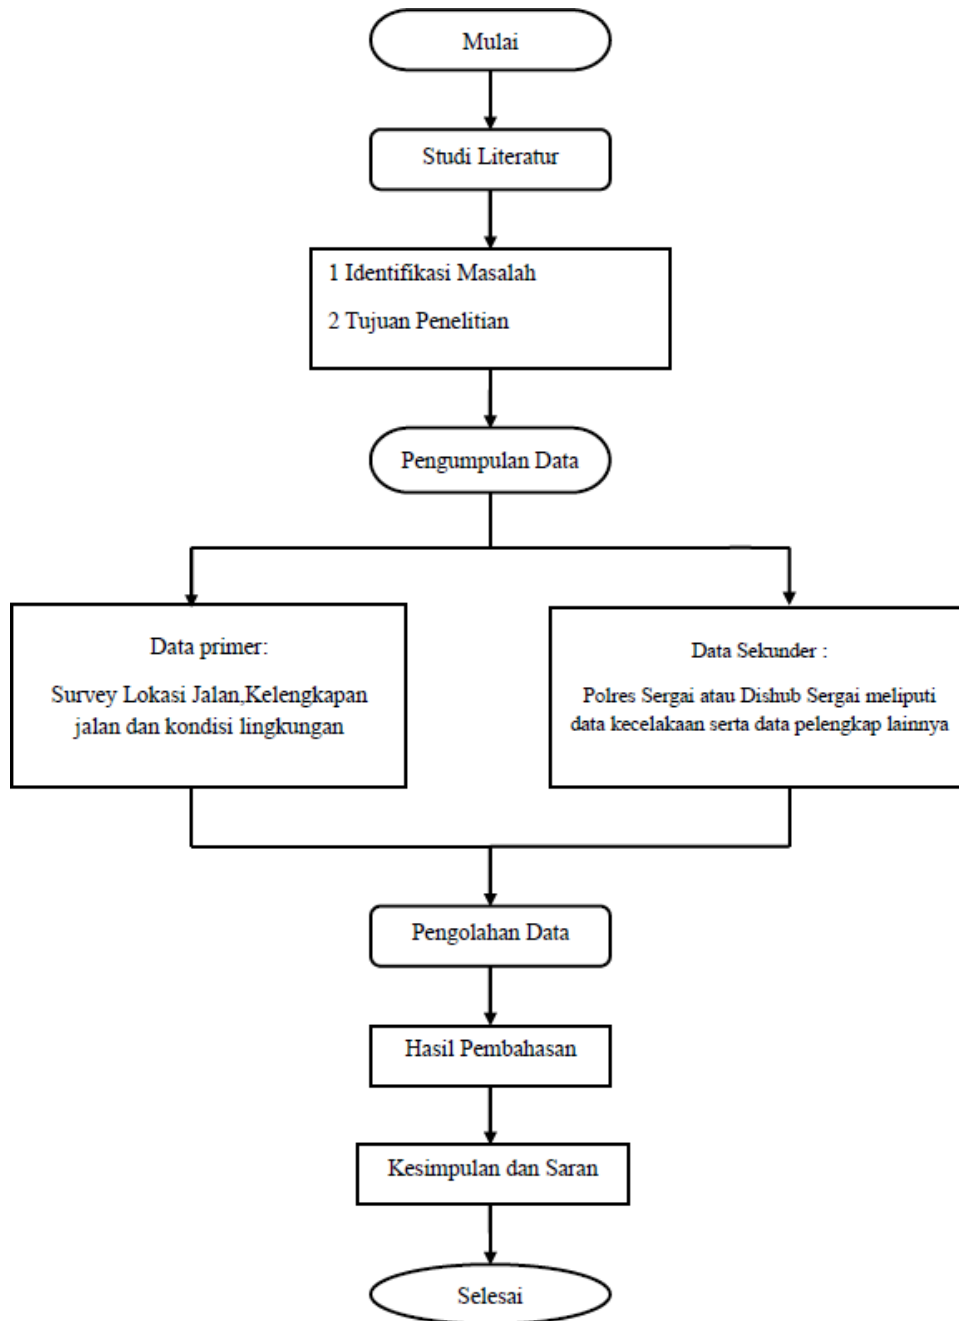 Mulai
Studi Literatur
1 Identifikasi Masalah
2 Tujuan Penelitian
Pengumpulan Data
Data primer:
Survey Lokasi Jalan,Kelengkapan
jalan dan kondisi lingkungan
Data Sekunder :
Polres Sergai atau Dishub Sergai meliputi
data kecelakaan serta data pelengkap lainnya
Pengolahan Data
Hasil Pembahasan
Kesimpulan dan Saran
Selesai